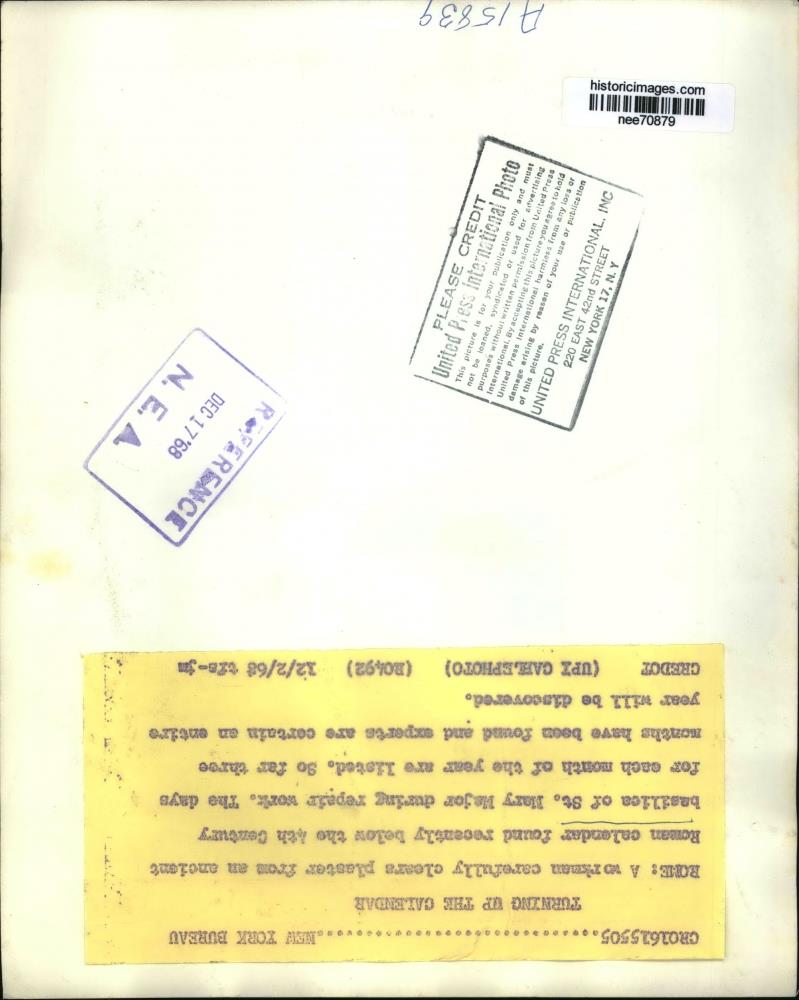 A15839
historicimages.com
nee70879
PLEASE CREDIT
United Press International Photo
This picture is for your publication only and must
not be loaned, syndicated or used for advertising
purposes without written permission from United Press
International. By accepting this picture you agree to hold
United Press International harmless from any loss or
damage arising by reason of your use or publication
of this picture.
UNITED PRESS INTERNATIONAL, INC
220 EAST 42nd STREET
NEW YORK 17, N. Y
REFERENCE
DEC 17 '68
N. E. A.
CRO1615505..............................NEW YORK BUREAU
TURNING UP THE CALENDAR
ROME: A workman carefully clears plaster from an ancient
Roman calendar found recently below the 4th Century
basilica of St. Mary Major during repair work. The days
for each month of the year are listed. So far three
months have been found and experts are certain an entire
year will be discovered.
CREDIT (UPI CABLEPHOTO) (RO492) 12/2/68 tfs-jm